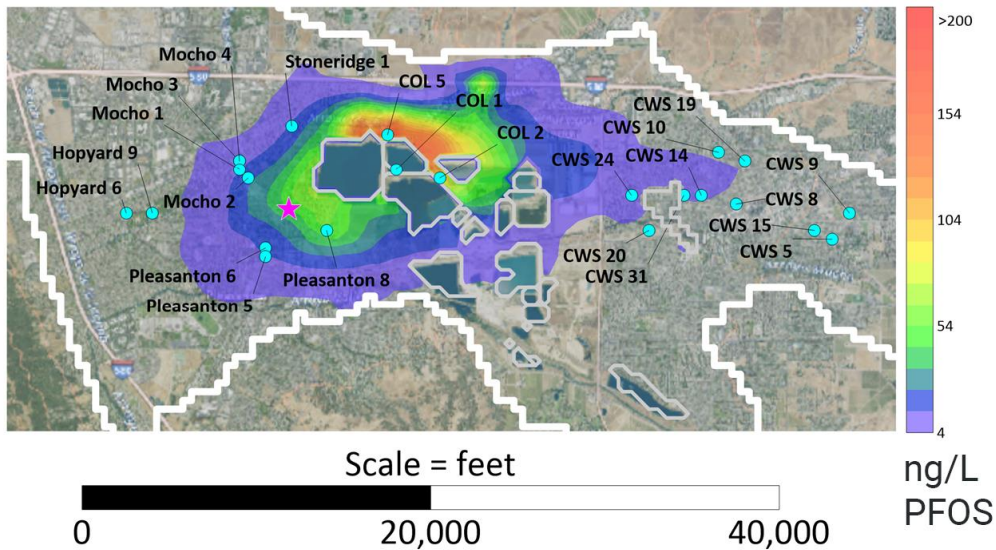 Mocho 4
Stoneridge 1
Mocho 3
COL 5
COL 1
Mocho 1
COL 2
Hopyard 9
Hopyard 6
Mocho 2
Pleasanton 6
Pleasanton 5
Pleasanton 8
CWS 19
CWS 10
CWS 24
CWS 14
CWS 9
CWS 8
CWS 15
CWS 5
CWS 20
CWS 31
>200
154
104
54
4
ng/L
PFOS
Scale = feet
0
20,000
40,000